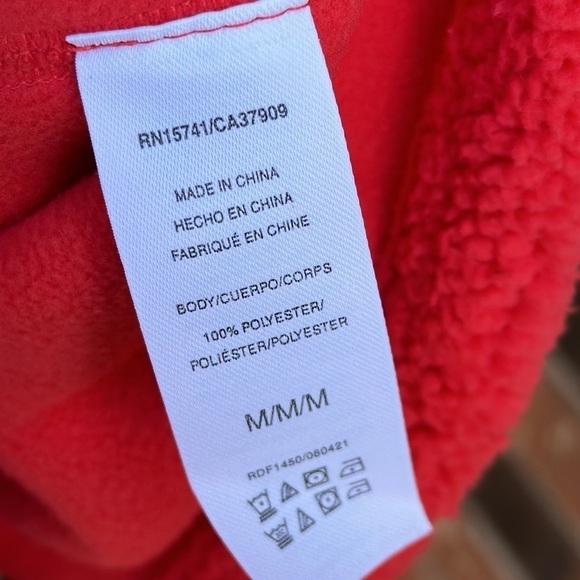 RN15741/CA37909
MADE IN CHINA
HECHO EN CHINA
FABRIQUÉ EN CHINE
BODY/CUERPO/CORPS
100% POLYESTER/
POLIÉSTER/POLYESTER
M/M/M
RDF1450/080421